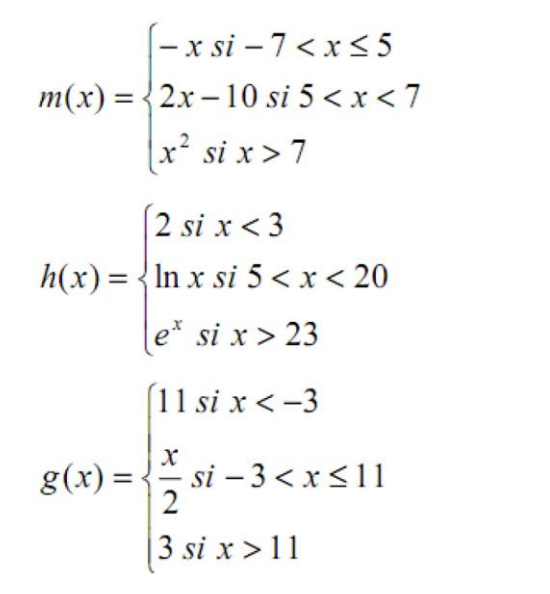 − x si − 7 < x ≤ 5
m(x) = { 2x − 10 si 5 < x < 7
x² si x > 7
2 si x < 3
h(x) = { ln x si 5 < x < 20
eˣ si x > 23
11 si x < −3
g(x) = { x/2 si − 3 < x ≤ 11
3 si x > 11